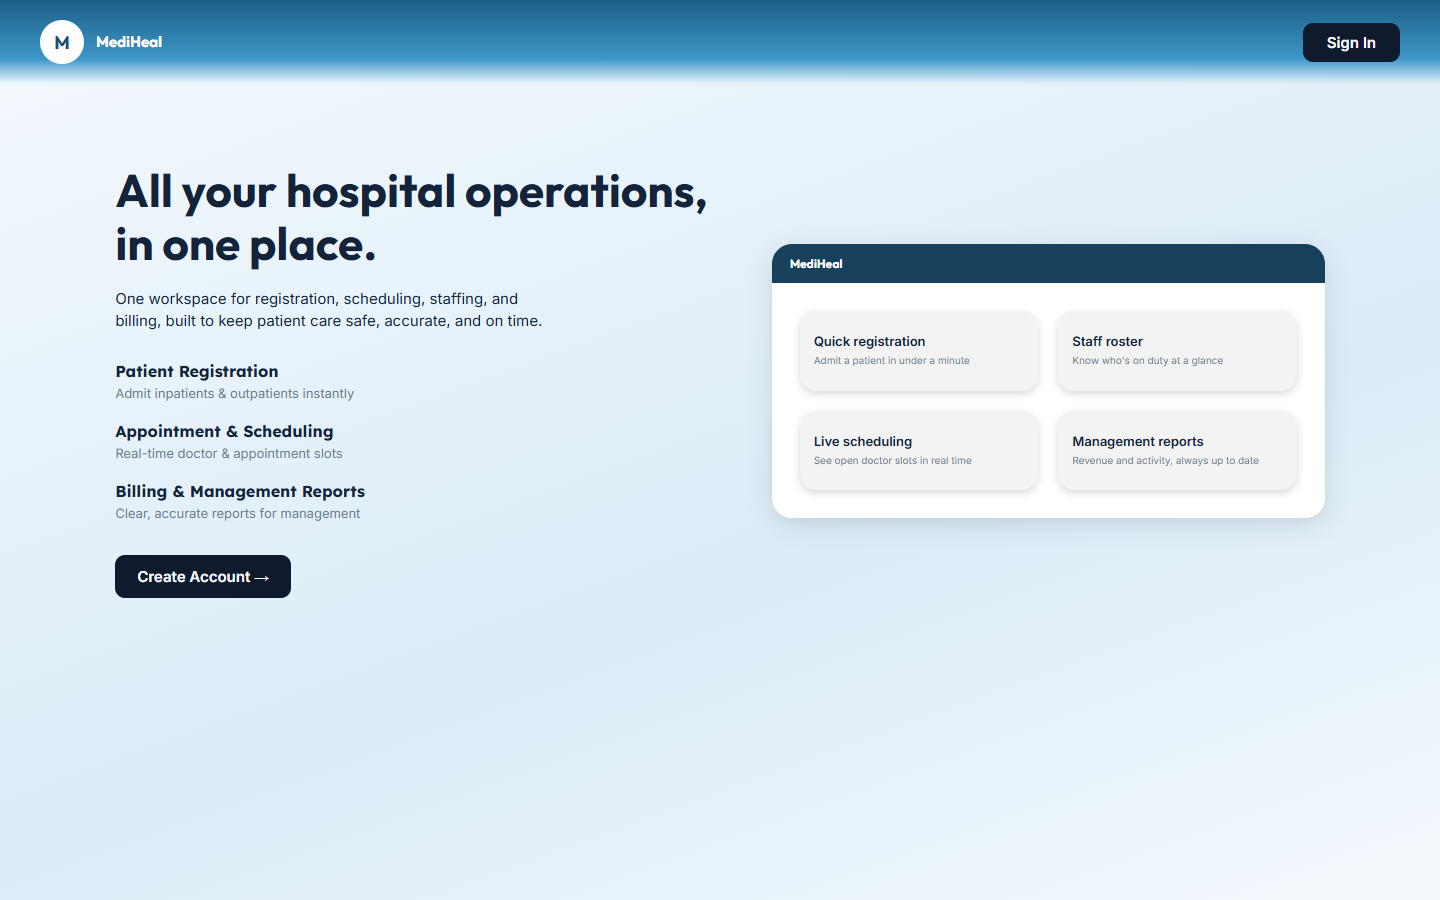 M
MediHeal
Sign In
All your hospital operations,
in one place.
One workspace for registration, scheduling, staffing, and
billing, built to keep patient care safe, accurate, and on time.
Patient Registration
Admit inpatients & outpatients instantly
Appointment & Scheduling
Real-time doctor & appointment slots
Billing & Management Reports
Clear, accurate reports for management
Create Account →
MediHeal
Quick registration
Admit a patient in under a minute
Staff roster
Know who's on duty at a glance
Live scheduling
See open doctor slots in real time
Management reports
Revenue and activity, always up to date